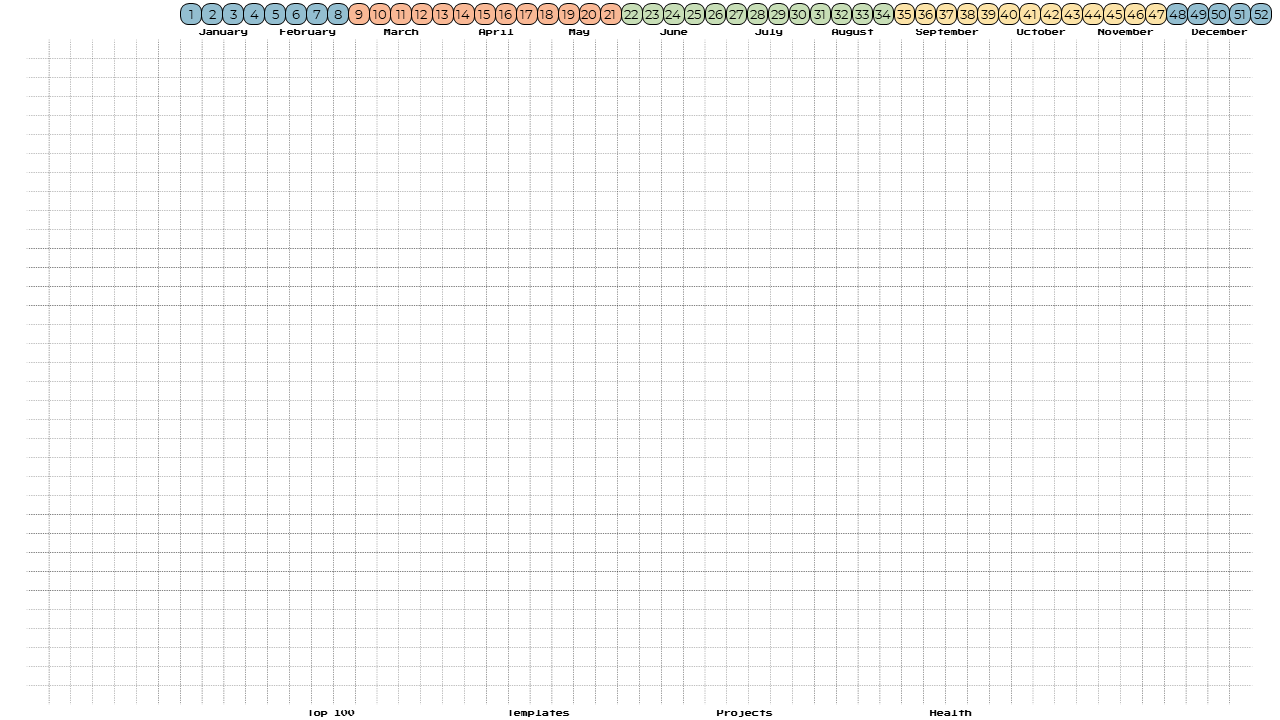 1 2 3 4 5 6 7 8 9 10 11 12 13 14 15 16 17 18 19 20 21 22 23 24 25 26 27 28 29 30 31 32 33 34 35 36 37 38 39 40 41 42 43 44 45 46 47 48 49 50 51 52
January February March April May June July August September October November December
Top 100 Templates Projects Health